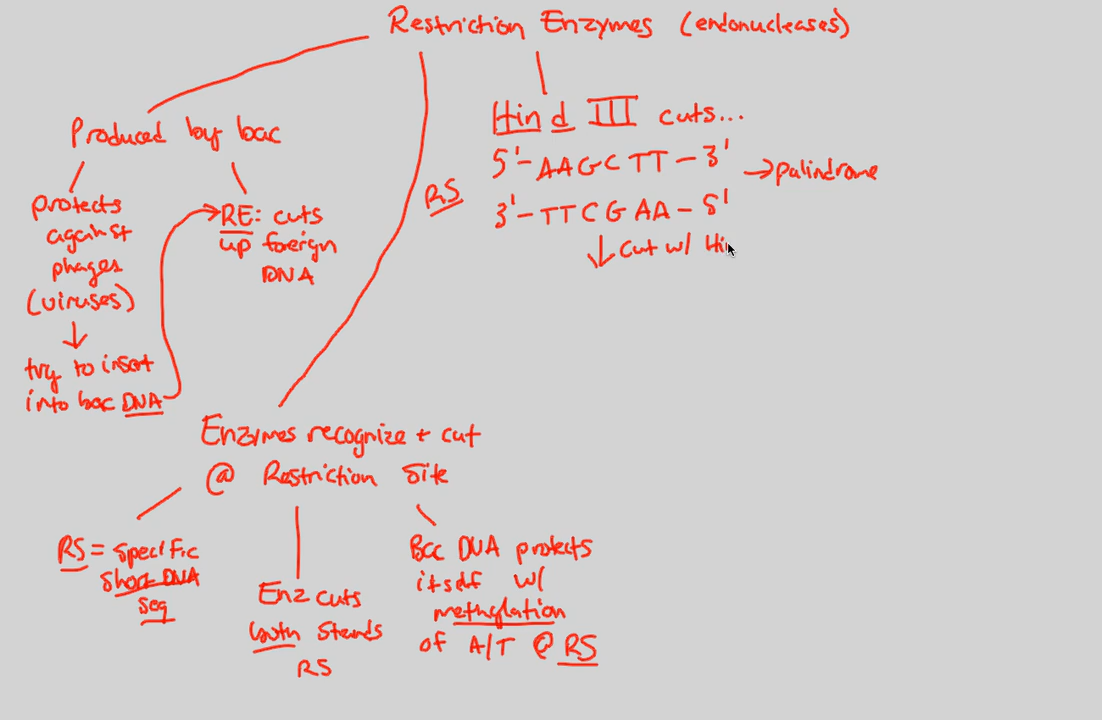 Restriction Enzymes (endonucleases)
Produced by bac
protects
against
phages
(viruses)
↓
try to insert
into bac DNA
→RE: cuts
up foreign
DNA
Hind III cuts...
RS
5'-AAGCTT-3'
→palindrome
3'-TTCGAA-5'
↓ cut w/ Hi
Enzymes recognize + cut
@ Restriction Site
RS = specific
short DNA
seq
Enz cuts
both stands
RS
Bac DNA protects
itself w/
methylation
of A/T @ RS